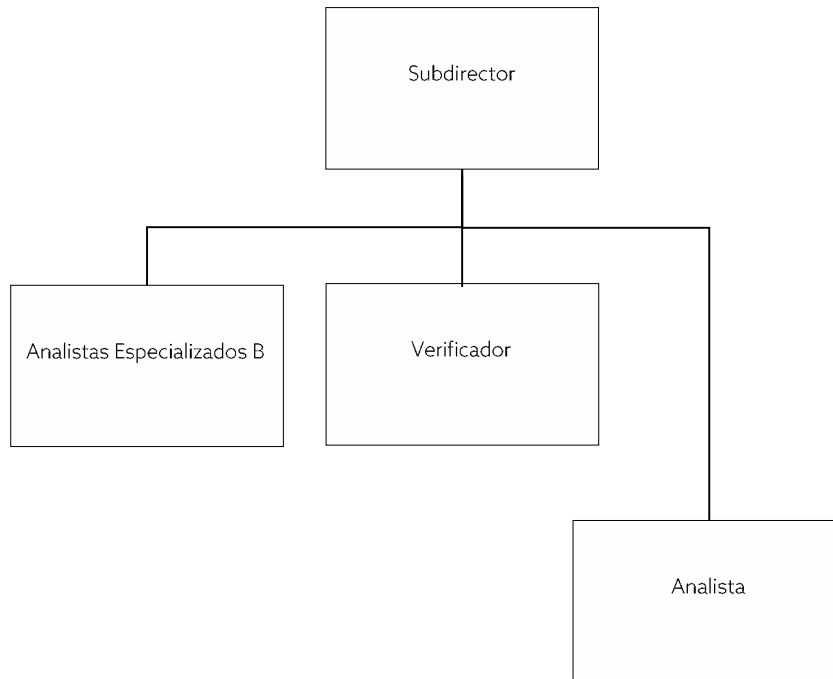 Subdirector
Analistas Especializados B
Verificador
Analista